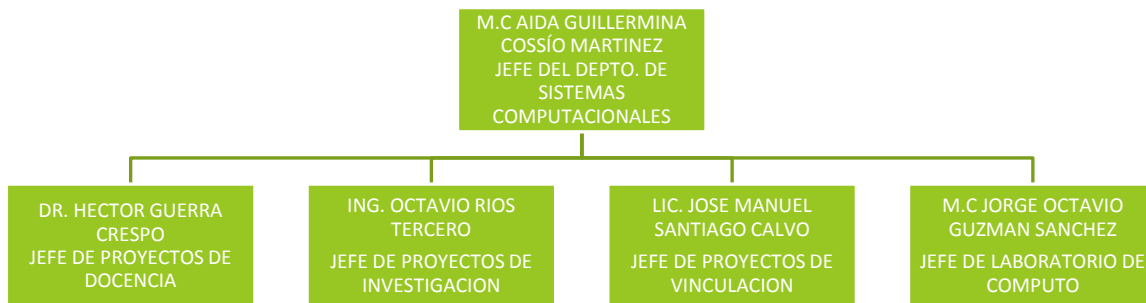 M.C AIDA GUILLERMINA
COSSÍO MARTINEZ
JEFE DEL DEPTO. DE
SISTEMAS
COMPUTACIONALES
DR. HECTOR GUERRA
CRESPO
JEFE DE PROYECTOS DE
DOCENCIA
ING. OCTAVIO RIOS
TERCERO
JEFE DE PROYECTOS DE
INVESTIGACION
LIC. JOSE MANUEL
SANTIAGO CALVO
JEFE DE PROYECTOS DE
VINCULACION
M.C JORGE OCTAVIO
GUZMAN SANCHEZ
JEFE DE LABORATORIO DE
COMPUTO